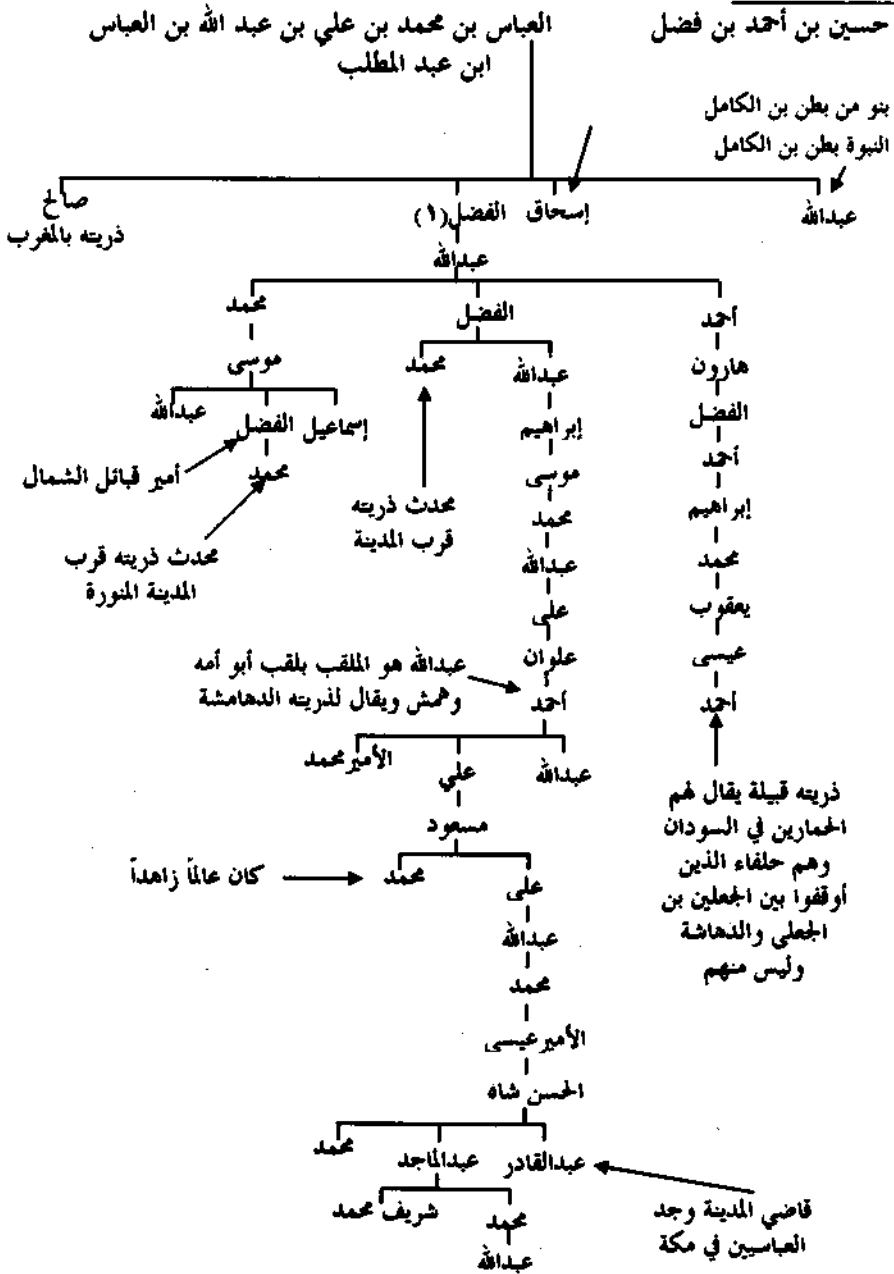 حسين بن أحمد بن فضل
العباس بن محمد بن علي بن عبد الله بن العباس
ابن عبد المطلب
بنو من بطن بن الكامل
النبوة بطن بن الكامل
عبدالله
إسحاق
الفضل(١)
صالح
ذريته بالمغرب
عبدالله
أحمد
الفضل
محمد
هارون
عبدالله
محمد
موسى
الفضل
إبراهيم
إسماعيل
الفضل
عبدالله
أحمد
موسى
محمد
أمير قبائل الشمال
إبراهيم
محمد
محدث ذريته
قرب المدينة
محدث ذريته قرب
المدينة المنورة
محمد
عبدالله
يعقوب
على
عيسى
علوان
أحمد
أحمد
عبدالله هو الملقب بلقب أبو أمه
وهمش ويقال لذريته الدهامشة
عبدالله
علي
الأمير محمد
ذريته قبيلة يقال لهم
الحمارين في السودان
وهم حلفاء الذين
أوقفوا بين الجعلين بن
الجعلى والدهاشة
وليس منهم
مسعود
على
محمد
كان عالماً زاهداً
عبدالله
محمد
الأمير عيسى
الحسن شاه
عبدالقادر
عبدالماجد
محمد
قاضي المدينة وجد
العباسيين في مكة
محمد
شريف محمد
عبدالله